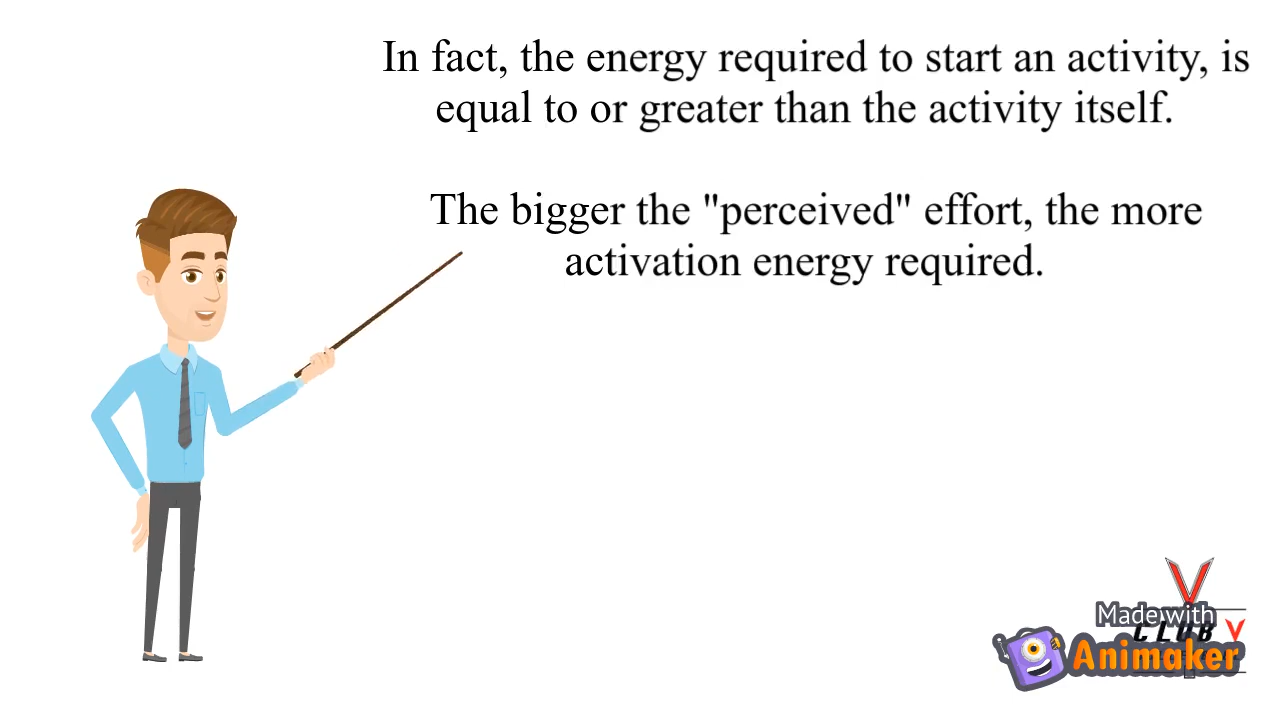 In fact, the energy required to start an activity, is
equal to or greater than the activity itself.
The bigger the "perceived" effort, the more
activation energy required.
Made with
CLUB V
Animaker